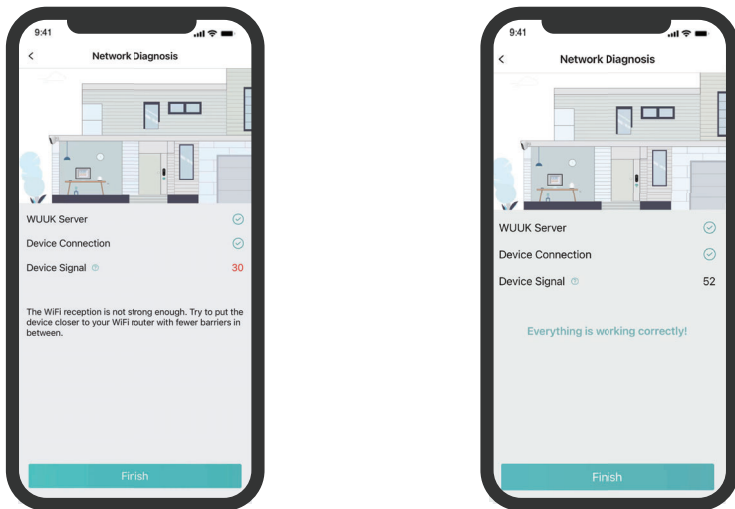 9:41
Network Diagnosis
WUUK Server
Device Connection
Device Signal
30
The WiFi reception is not strong enough. Try to put the
device closer to your WiFi router with fewer barriers in
between.
Finish
9:41
Network Diagnosis
WUUK Server
Device Connection
Device Signal
52
Everything is working correctly!
Finish